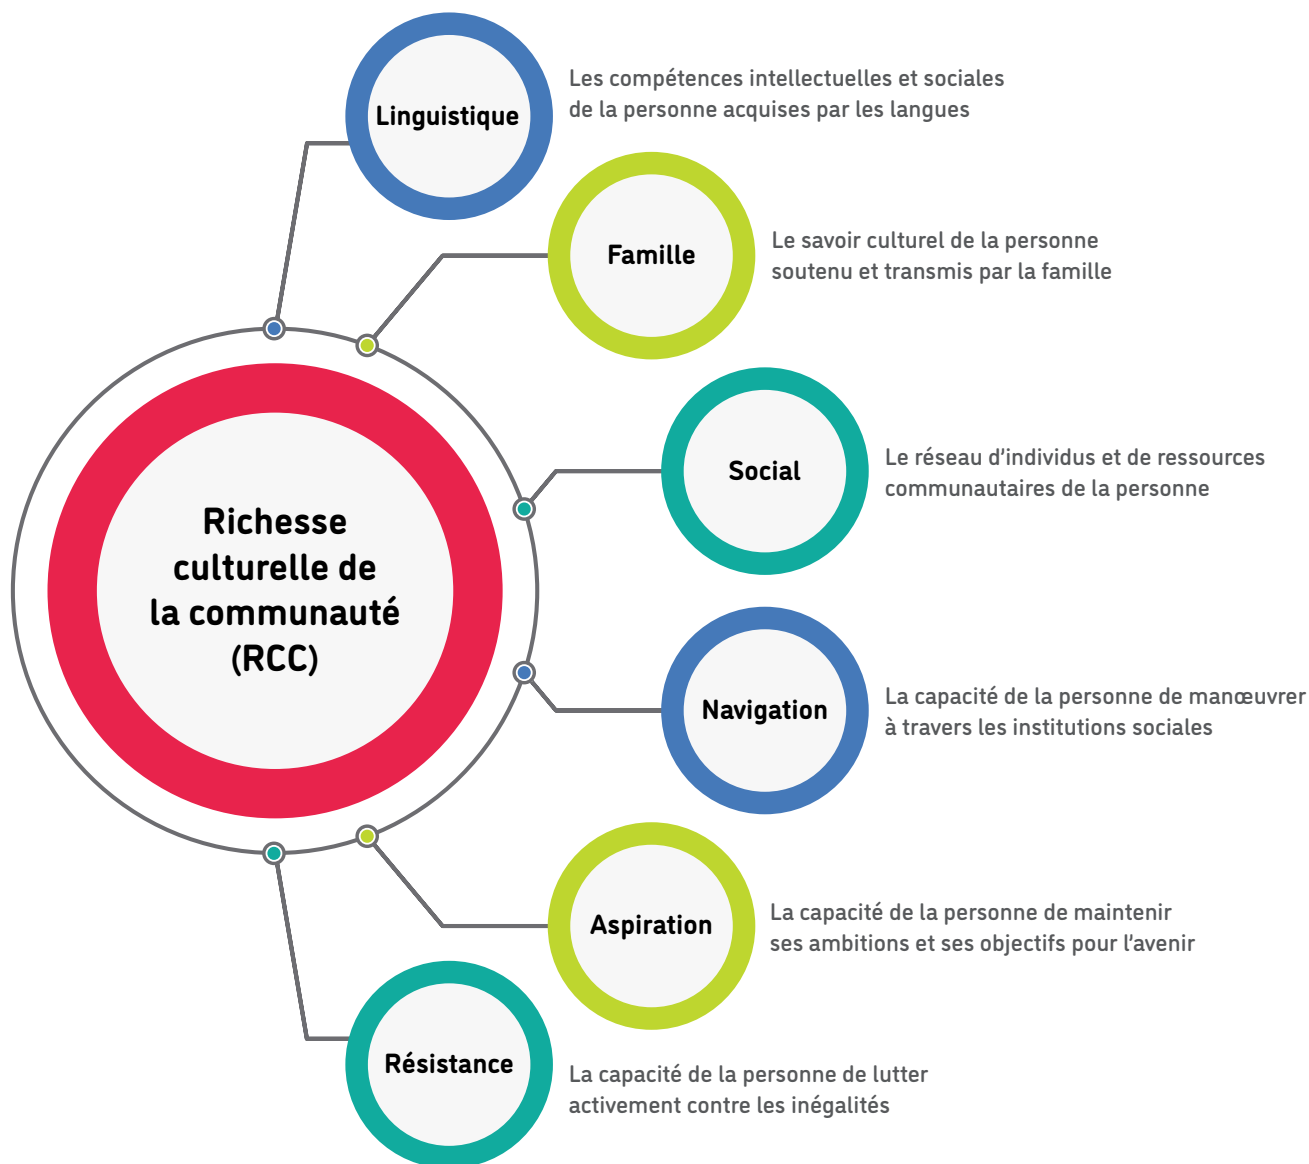 Linguistique
Les compétences intellectuelles et sociales
de la personne acquises par les langues
Famille
Le savoir culturel de la personne
soutenu et transmis par la famille
Social
Le réseau d'individus et de ressources
communautaires de la personne
Richesse
culturelle de
la communauté
(RCC)
Navigation
La capacité de la personne de manœuvrer
à travers les institutions sociales
Aspiration
La capacité de la personne de maintenir
ses ambitions et ses objectifs pour l'avenir
Résistance
La capacité de la personne de lutter
activement contre les inégalités